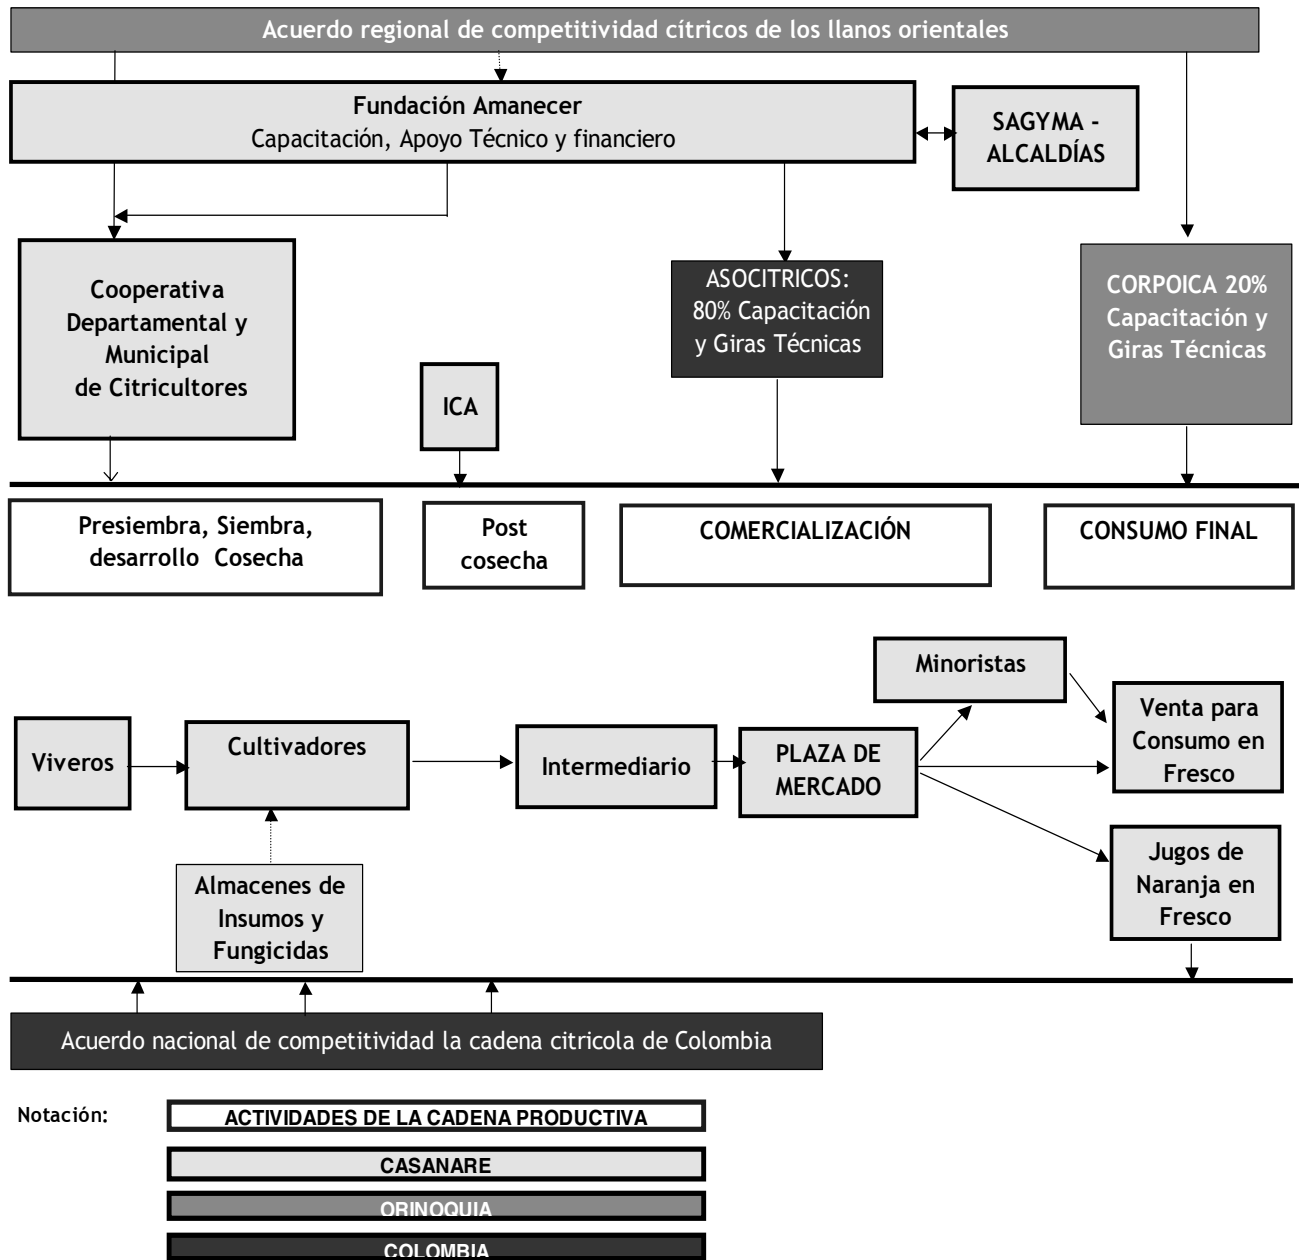 Acuerdo regional de competitividad cítricos de los llanos orientales
Fundación Amanecer
Capacitación, Apoyo Técnico y financiero
SAGYMA -
ALCALDÍAS
Cooperativa
Departamental y
Municipal
de Citricultores
ICA
ASOCITRICOS:
80% Capacitación
y Giras Técnicas
CORPOICA 20%
Capacitación y
Giras Técnicas
Presiembra, Siembra,
desarrollo Cosecha
Post
cosecha
COMERCIALIZACIÓN
CONSUMO FINAL
Viveros
Cultivadores
Intermediario
PLAZA DE
MERCADO
Minoristas
Venta para
Consumo en
Fresco
Jugos de
Naranja en
Fresco
Almacenes de
Insumos y
Fungicidas
Acuerdo nacional de competitividad la cadena citricola de Colombia
Notación:
ACTIVIDADES DE LA CADENA PRODUCTIVA
CASANARE
ORINOQUIA
COLOMBIA